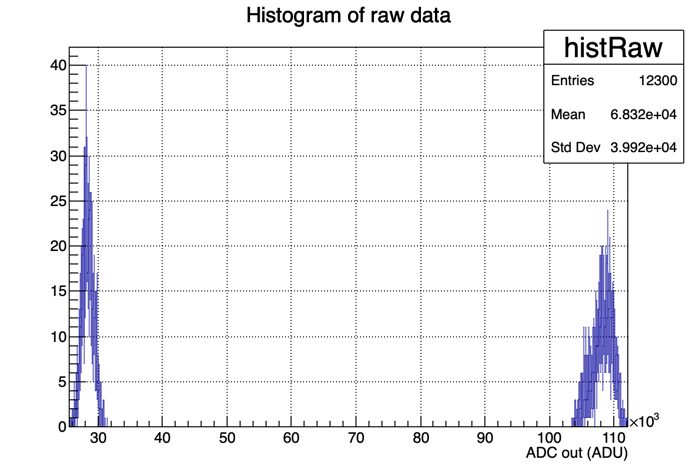 Histogram of raw data
histRaw
Entries 12300
Mean 6.832e+04
Std Dev 3.992e+04
40
35
30
25
20
15
10
5
0
30 40 50 60 70 80 90 100 110
×10³
ADC out (ADU)